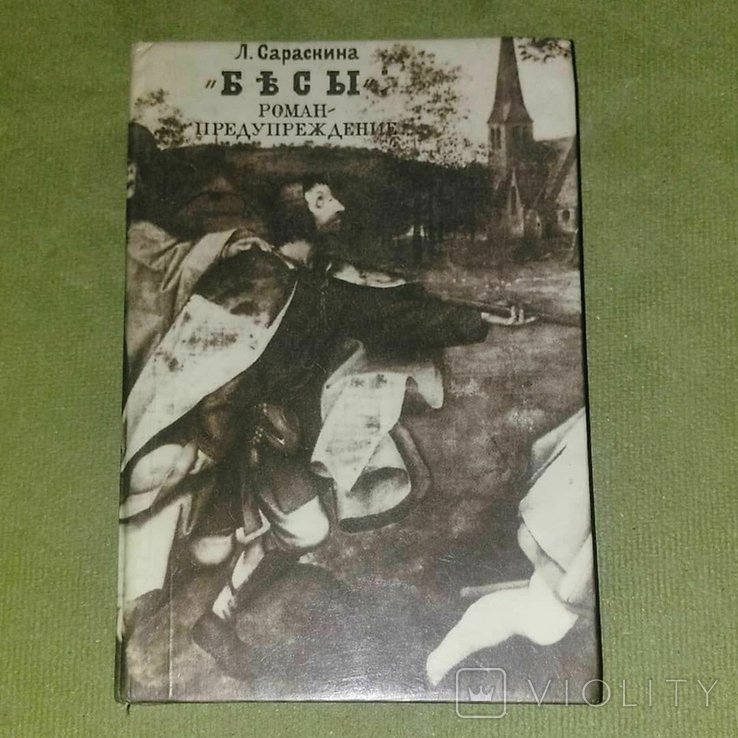 Л. Сараскина
"БѢСЫ"
РОМАН-
ПРЕДУПРЕЖДЕНИЕ
VIOLITY